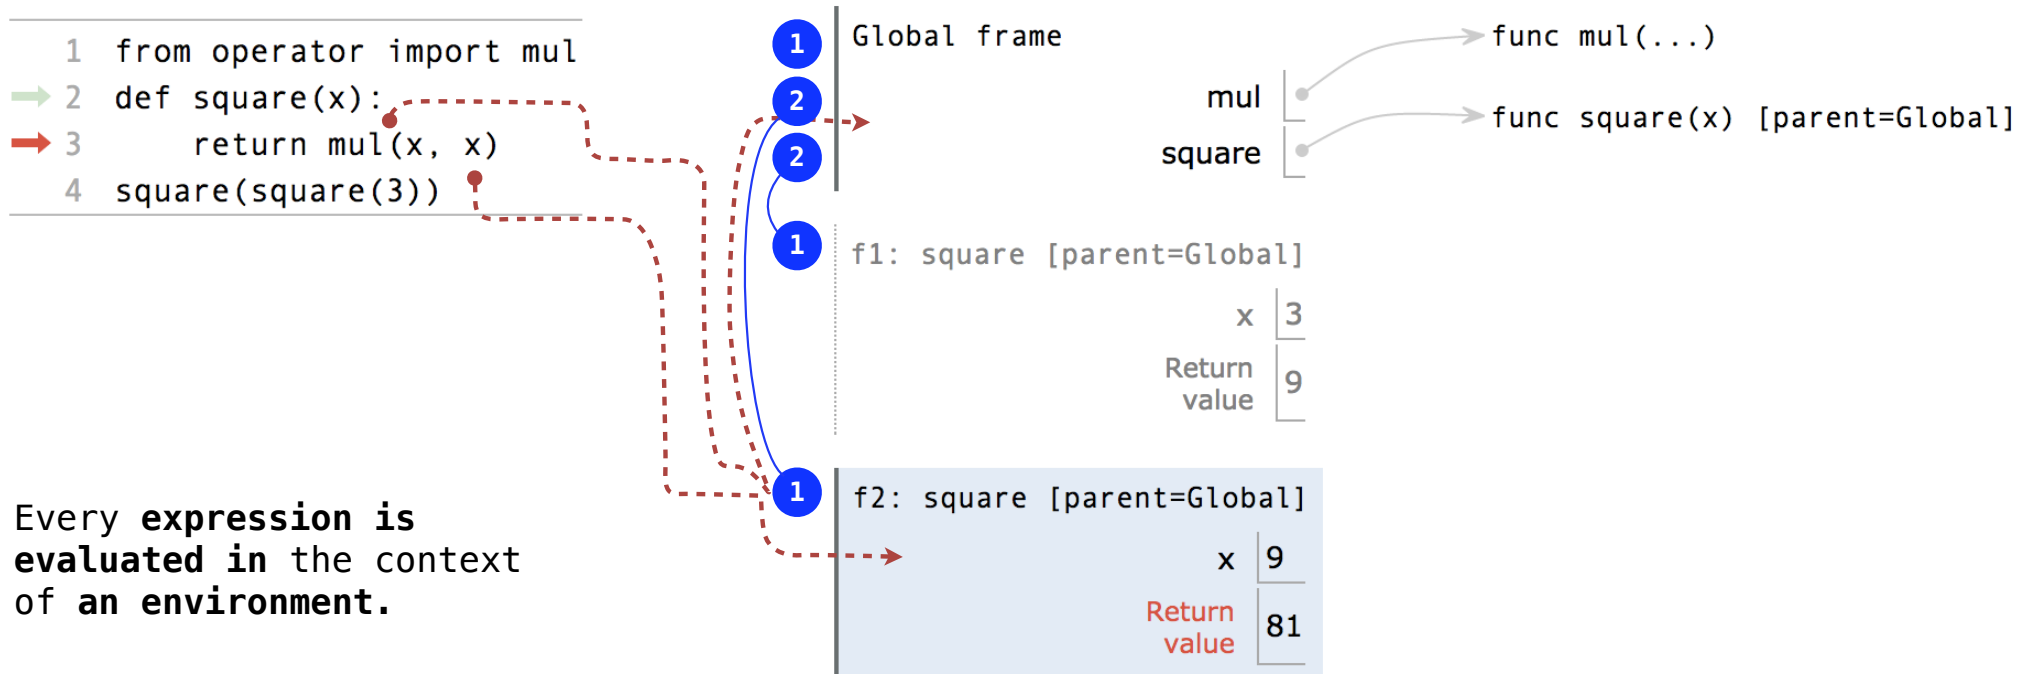 1 from operator import mul
2 def square(x):
3 return mul(x, x)
4 square(square(3))
Every expression is
evaluated in the context
of an environment.
1
2
2
1
1
Global frame
mul
square
func mul(...)
func square(x) [parent=Global]
f1: square [parent=Global]
x 3
Return
value 9
f2: square [parent=Global]
x 9
Return
value 81